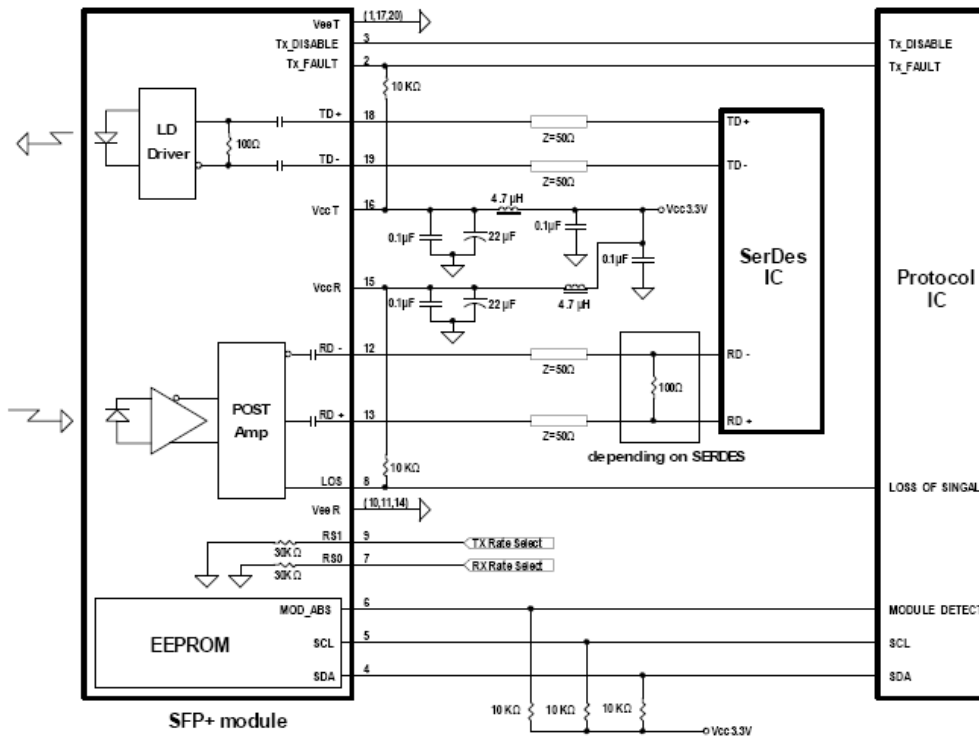 VeeT (1,17,20)
Tx_DISABLE 3 Tx_DISABLE
Tx_FAULT 2 Tx_FAULT
10 KΩ
LD
Driver
100Ω
TD+ 18 Z=50Ω TD+
TD- 19 Z=50Ω TD-
4.7 µH
VccT 16 Vcc3.3V
0.1µF 22 µF 0.1µF
0.1µF
SerDes
IC
Protocol
IC
VccR 15
0.1µF 22 µF 4.7 µH
RD - 12 Z=50Ω RD -
100Ω
POST
Amp
RD + 13 Z=50Ω RD+
depending on SERDES
10 KΩ
LOS 8 LOSS OF SINGAL
VeeR (10,11,14)
RS1 9 TX Rate Select
30KΩ
RS0 7 RX Rate Select
30KΩ
MOD_ABS 6 MODULE DETECT
EEPROM
SCL 5 SCL
SDA 4 SDA
10 KΩ 10 KΩ 10 KΩ
Vcc3.3V
SFP+ module